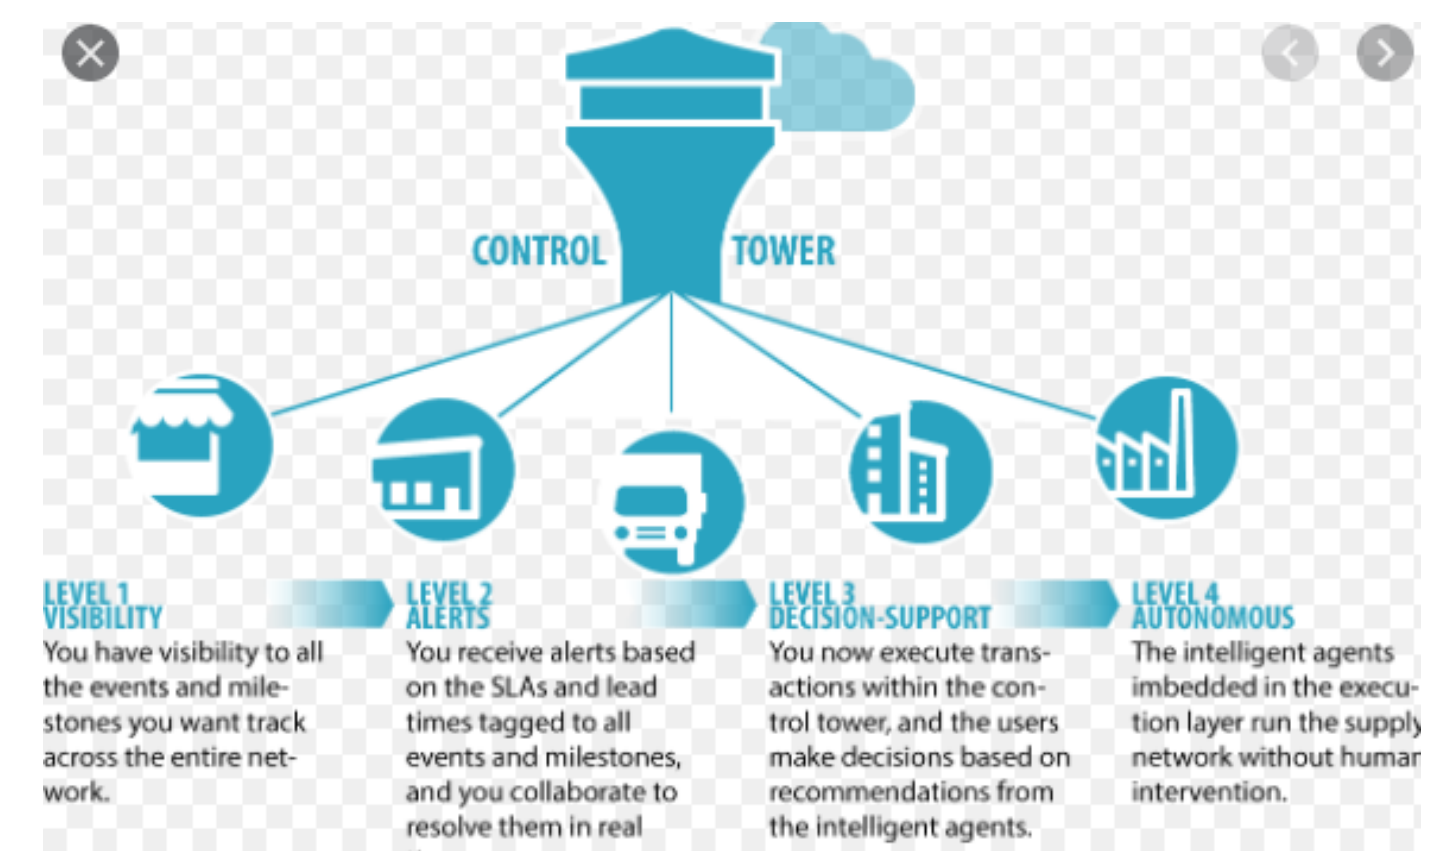 CONTROL TOWER
LEVEL 1
VISIBILITY
You have visibility to all
the events and mile-
stones you want track
across the entire net-
work.
LEVEL 2
ALERTS
You receive alerts based
on the SLAs and lead
times tagged to all
events and milestones,
and you collaborate to
resolve them in real
LEVEL 3
DECISION-SUPPORT
You now execute trans-
actions within the con-
trol tower, and the users
make decisions based on
recommendations from
the intelligent agents.
LEVEL 4
AUTONOMOUS
The intelligent agents
imbedded in the execu-
tion layer run the supply
network without human
intervention.